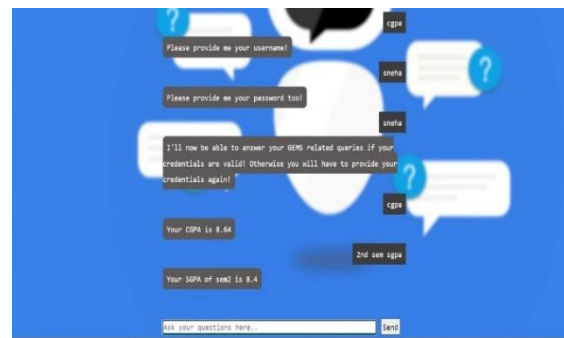 cgpa
Please provide me your username!
sneha
Please provide me your password too!
sneha
I'll now be able to answer your GEMS related queries if your
credentials are valid! Otherwise you will have to provide your
credentials again!
cgpa
Your CGPA is 8.64
2nd sem sgpa
Your SGPA of sem2 is 8.4
Ask your questions here..
Send
?
?
?